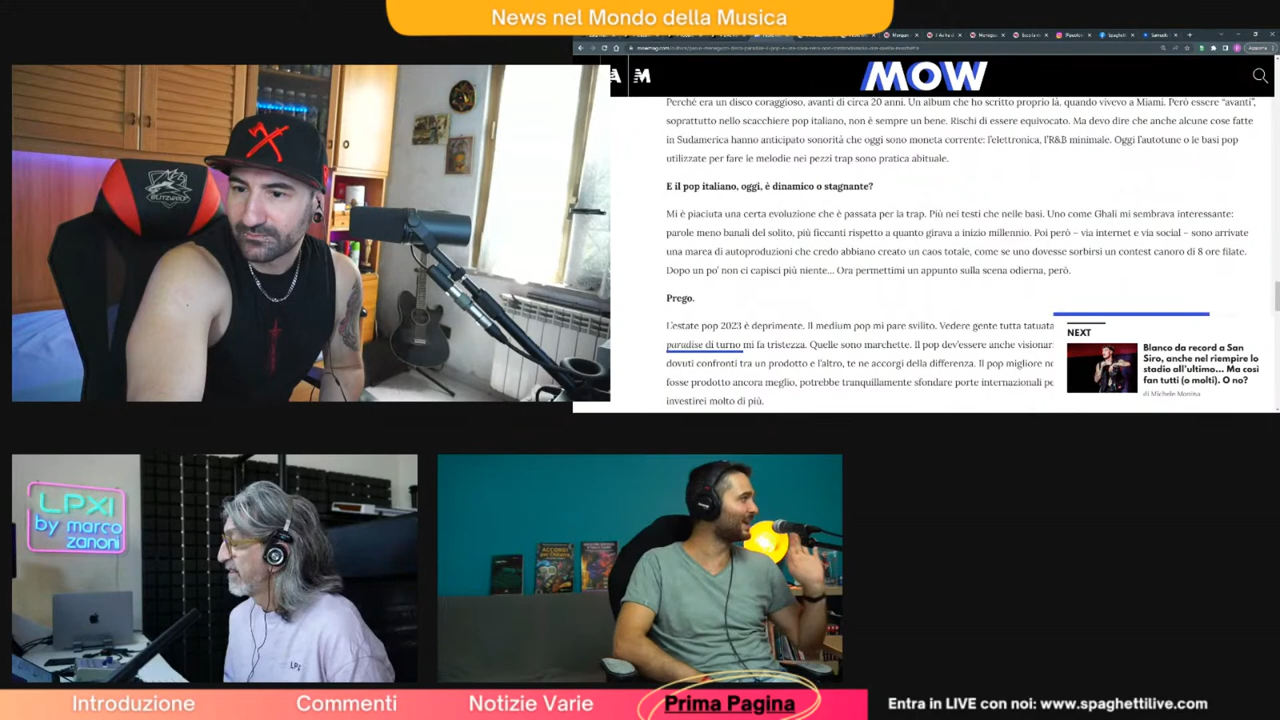 News nel Mondo della Musica
MOW
Perché era un disco coraggioso, avanti di circa 20 anni. Un album che ho scritto proprio là, quando vivevo a Miami. Però essere “avanti”,
soprattutto nello scacchiere pop italiano, non è sempre un bene. Rischi di essere equivocato. Ma devo dire che anche alcune cose fatte
in Sudamerica hanno anticipato sonorità che oggi sono moneta corrente: l’elettronica, l’R&B minimale. Oggi l’autotune o le basi pop
utilizzate per fare le melodie nei pezzi trap sono pratica abituale.
E il pop italiano, oggi, è dinamico o stagnante?
Mi è piaciuta una certa evoluzione che è passata per la trap. Più nei testi che nelle basi. Uno come Ghali mi sembrava interessante:
parole meno banali del solito, più ficcanti rispetto a quanto girava a inizio millennio. Poi però – via internet e via social – sono arrivate
una marea di autoproduzioni che credo abbiano creato un caos totale, come se uno dovesse sorbirsi un contest canoro di 8 ore filate.
Dopo un po’ non ci capisci più niente... Ora permettimi un appunto sulla scena odierna, però.
Prego.
L’estate pop 2023 è deprimente. Il medium pop mi pare svilito. Vedere gente tutta tatuata
paradise di turno mi fa tristezza. Quelle sono marchette. Il pop dev’essere anche visionar
dovuti confronti tra un prodotto e l’altro, te ne accorgi della differenza. Il pop migliore ne
fosse prodotto ancora meglio, potrebbe tranquillamente sfondare porte internazionali pe
investirei molto di più.
NEXT
Blanco da record a San
Siro, anche nel riempire lo
stadio all’ultimo... Ma così
fan tutti (o molti). O no?
di Michele Monina
LPXI
by marco
zanoni
ACCORDI
LPS
Introduzione
Commenti
Notizie Varie
Prima Pagina
Entra in LIVE con noi: www.spaghettilive.com